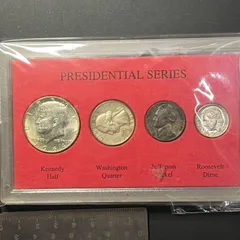 PRESIDENTIAL SERIES
Kennedy
Half
Washington
Quarter
Jefferson
Nickel
Roosevelt
Dime